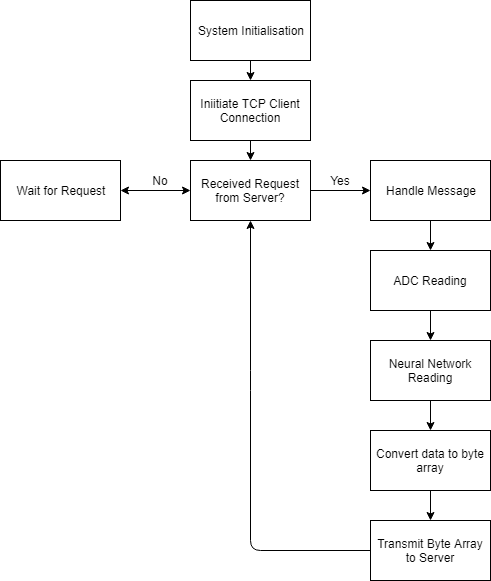 System Initialisation
Iniitiate TCP Client
Connection
Wait for Request
No
Received Request
from Server?
Yes
Handle Message
ADC Reading
Neural Network
Reading
Convert data to byte
array
Transmit Byte Array
to Server